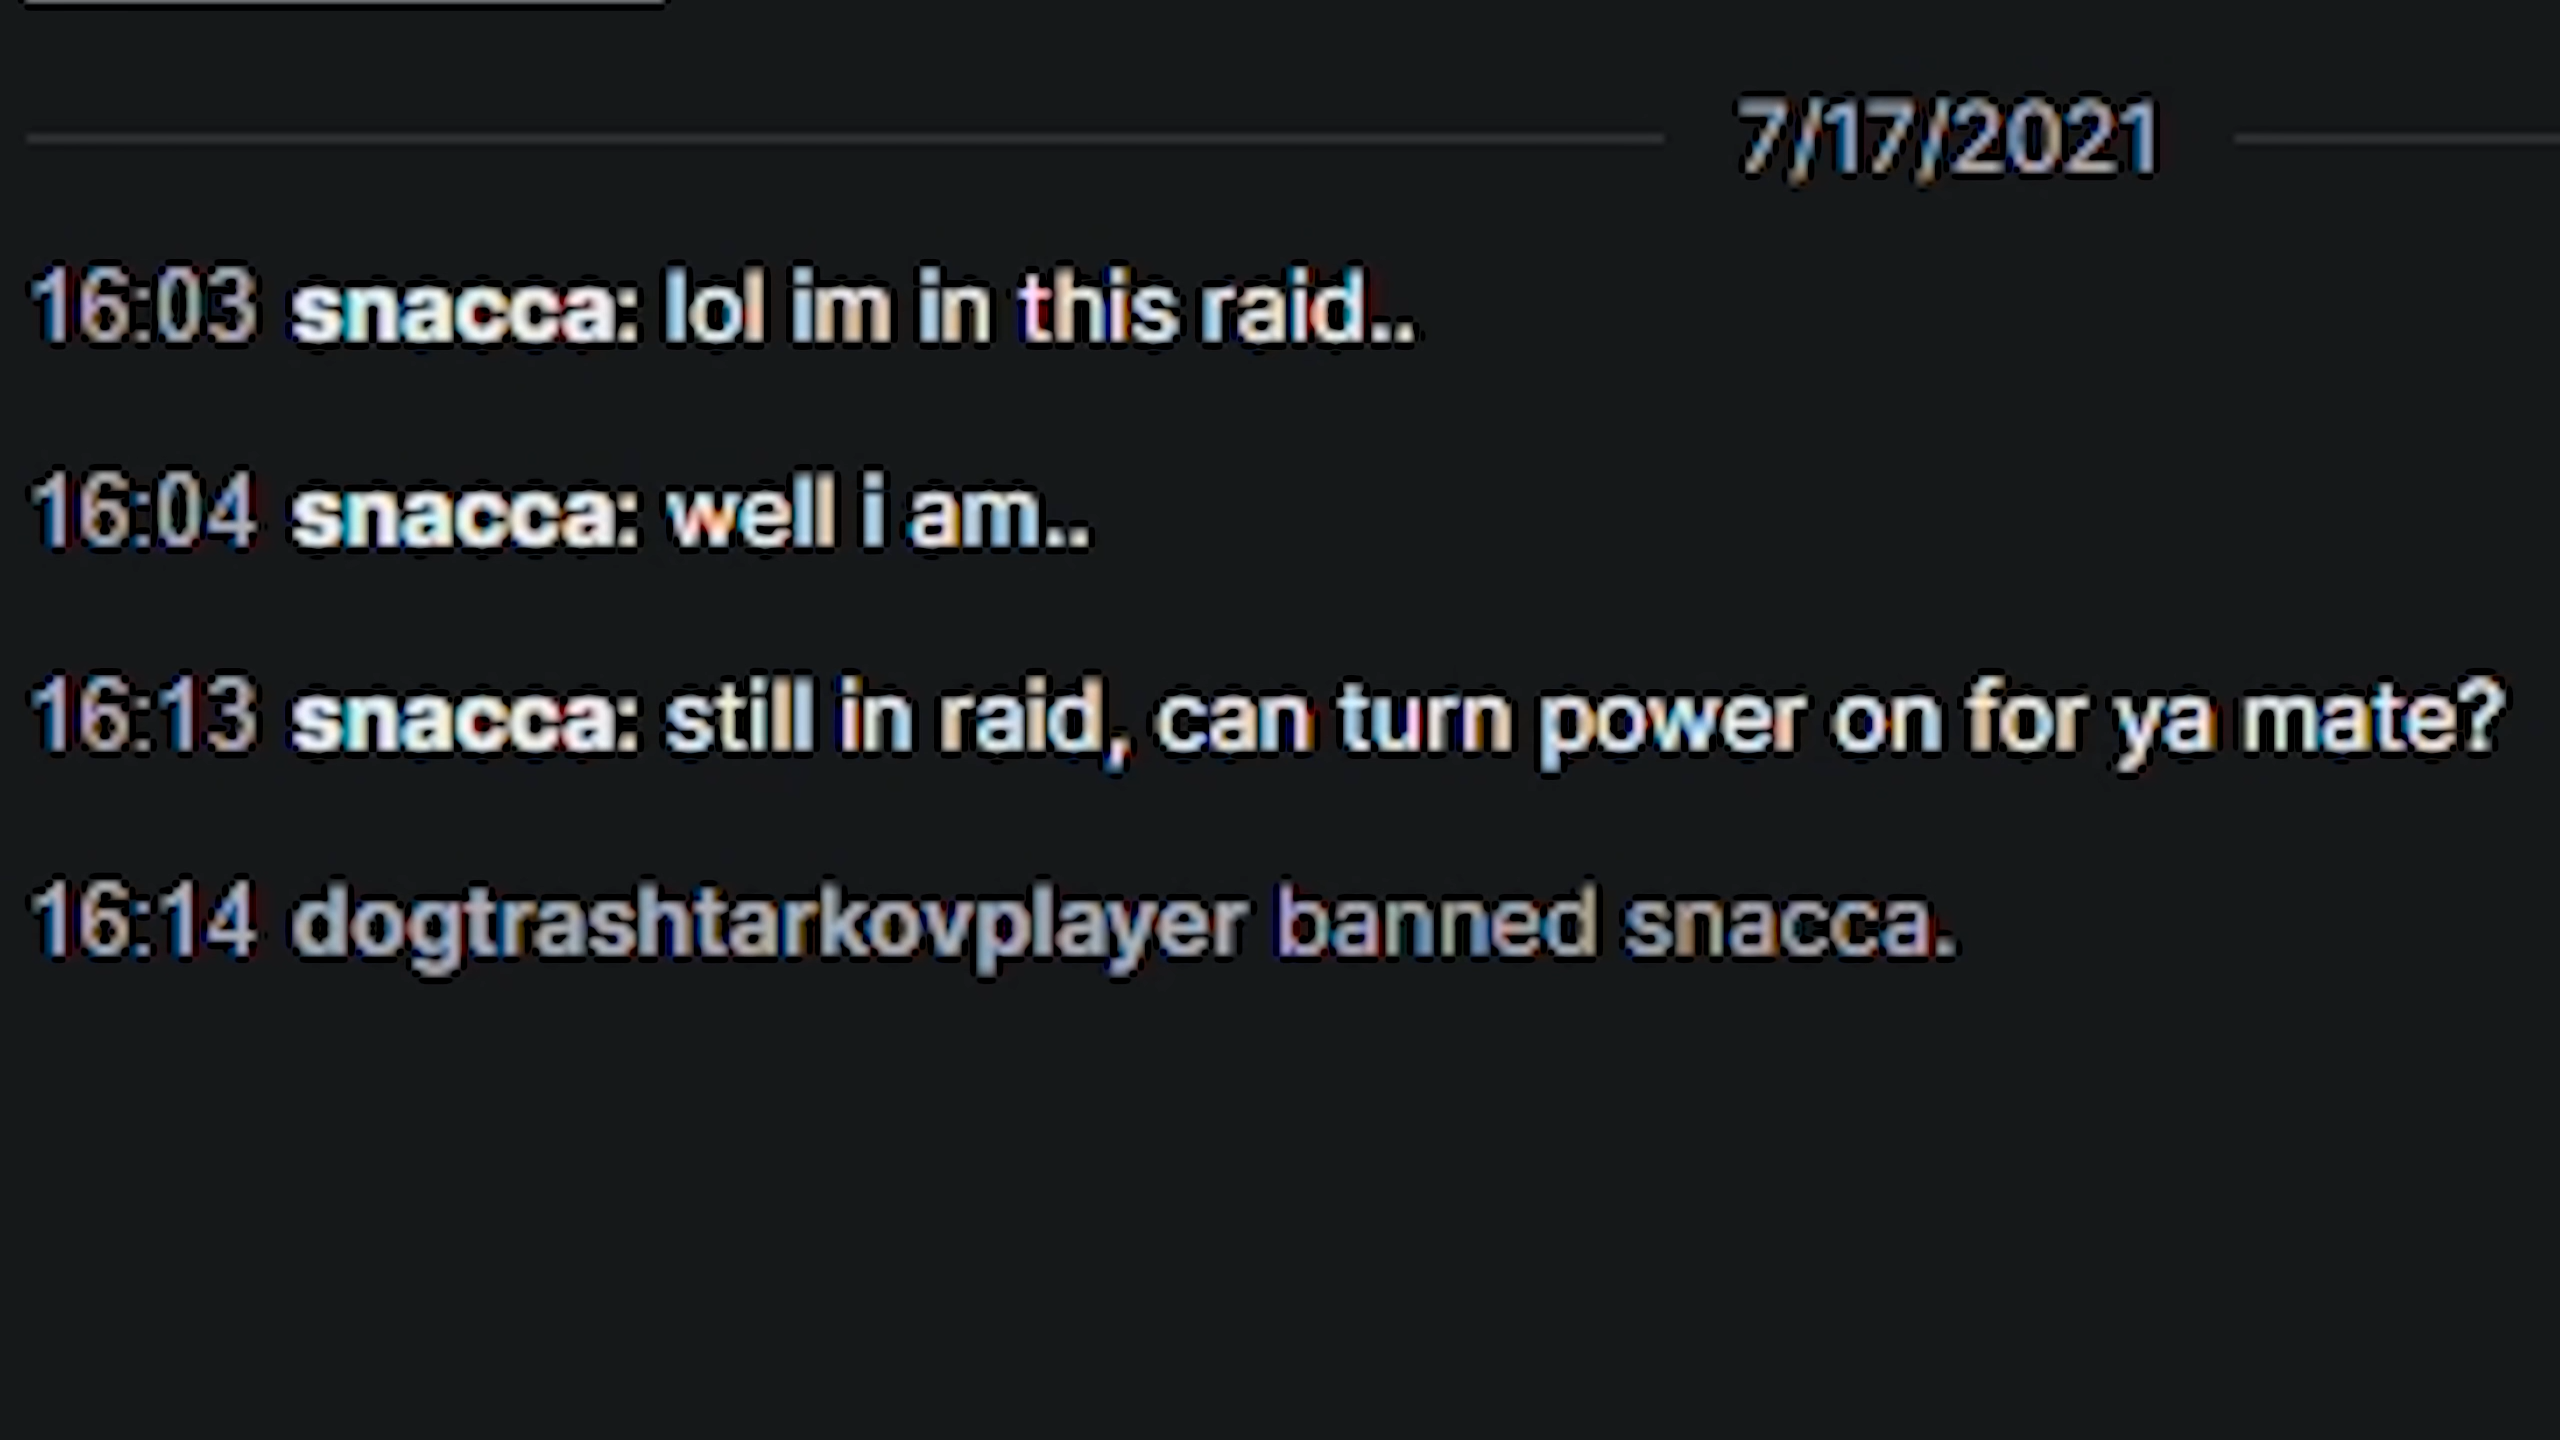 7/17/2021
16:03 snacca: lol im in this raid..
16:04 snacca: well i am..
16:13 snacca: still in raid, can turn power on for ya mate?
16:14 dogtrashtarkovplayer banned snacca.